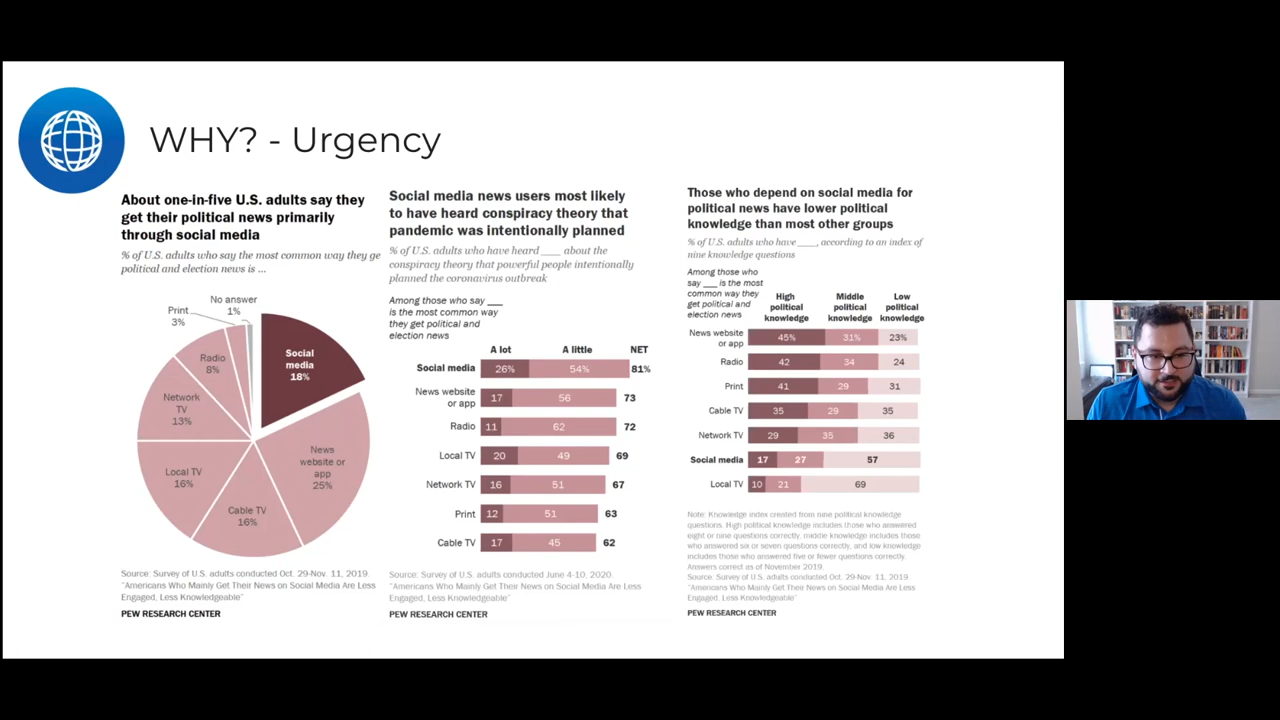 WHY? - Urgency
About one-in-five U.S. adults say they
get their political news primarily
through social media
% of U.S. adults who say the most common way they ge
political and election news is ...
No answer
1%
Print
3%
Radio
8%
Network
TV
13%
Local TV
16%
Cable TV
16%
News
website or
app
25%
Social
media
18%
Source: Survey of U.S. adults conducted Oct. 29-Nov. 11, 2019.
"Americans Who Mainly Get Their News on Social Media Are Less
Engaged, Less Knowledgeable"
PEW RESEARCH CENTER
Social media news users most likely
to have heard conspiracy theory that
pandemic was intentionally planned
% of U.S. adults who have heard ___ about the
conspiracy theory that powerful people intentionally
planned the coronavirus outbreak
Among those who say ___
is the most common way
they get political and
election news
A lot A little NET
Social media 26% 54% 81%
News website
or app 17 56 73
Radio 11 62 72
Local TV 20 49 69
Network TV 16 51 67
Print 12 51 63
Cable TV 17 45 62
Source: Survey of U.S. adults conducted June 4-10, 2020.
"Americans Who Mainly Get Their News on Social Media Are Less
Engaged, Less Knowledgeable"
PEW RESEARCH CENTER
Those who depend on social media for
political news have lower political
knowledge than most other groups
% of U.S. adults who have ___, according to an index of
nine knowledge questions
Among those who
say ___ is the most
common way they
get political and
election news
High
political
knowledge
Middle
political
knowledge
Low
political
knowledge
News website
or app 45% 31% 23%
Radio 42 34 24
Print 41 29 31
Cable TV 35 29 35
Network TV 29 35 36
Social media 17 27 57
Local TV 10 21 69
Note: Knowledge index created from nine political knowledge
questions. High political knowledge includes those who answered
eight or nine questions correctly, middle knowledge includes those
who answered six or seven questions correctly, and low knowledge
includes those who answered five or fewer questions correctly.
Answers correct as of November 2019.
Source: Survey of U.S. adults conducted Oct. 29-Nov. 11, 2019.
"Americans Who Mainly Get Their News on Social Media Are Less
Engaged, Less Knowledgeable"
PEW RESEARCH CENTER